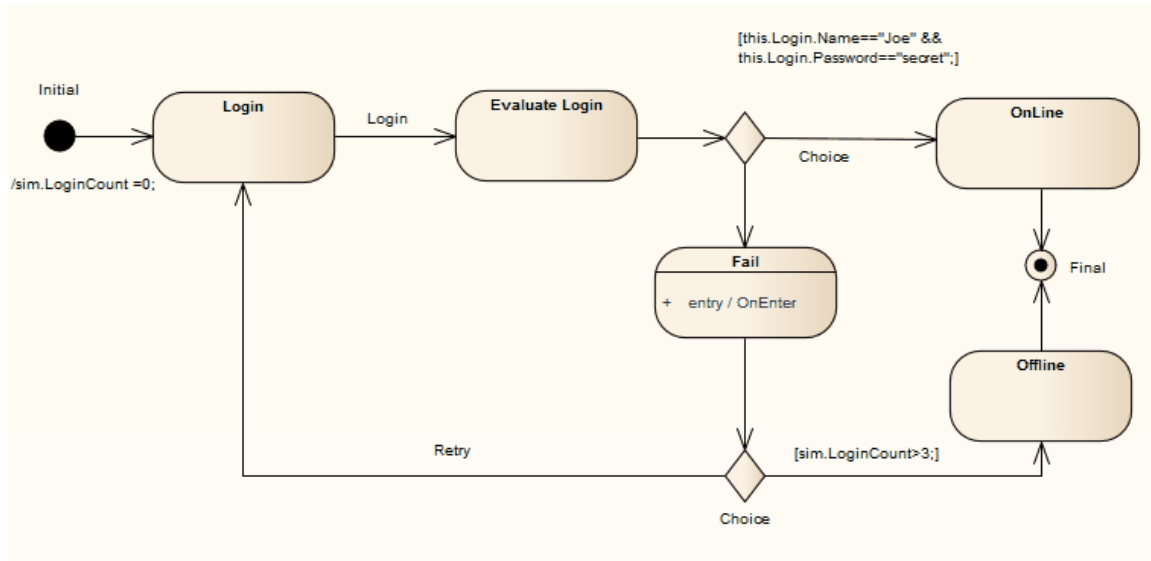 [this.Login.Name=="Joe" &&
this.Login.Password=="secret";]
Initial
Login
Login
Evaluate Login
OnLine
Choice
/sim.LoginCount =0;
Fail
+ entry / OnEnter
Final
Offline
Retry
[sim.LoginCount>3;]
Choice